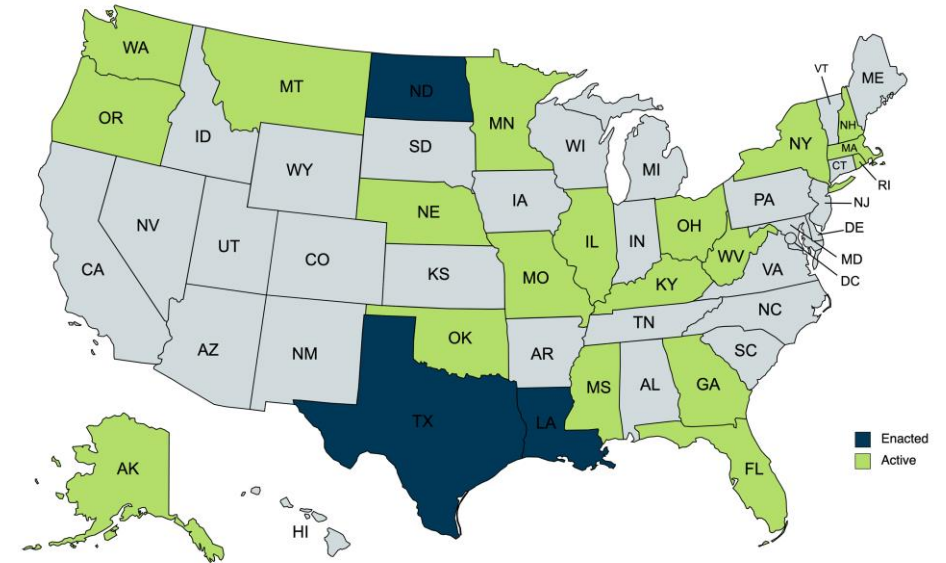 WA
MT
ND
MN
VT
ME
OR
ID
SD
WI
MI
NY
NH
MA
CT
RI
WY
IA
PA
NJ
NE
NV
UT
CO
IL
IN
OH
DE
CA
KS
MO
WV
VA
MD
DC
KY
NC
TN
AZ
NM
OK
AR
SC
MS
AL
GA
TX
LA
Enacted
Active
AK
FL
HI